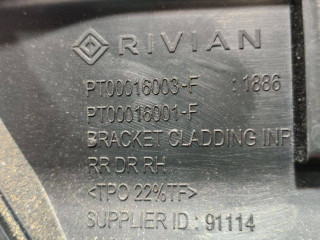 RIVIAN
PT00016003-F : 1886
PT00016001-F
BRACKET CLADDING INR
RR DR RH
<TPO 22%TF>
SUPPLIER ID : 91114